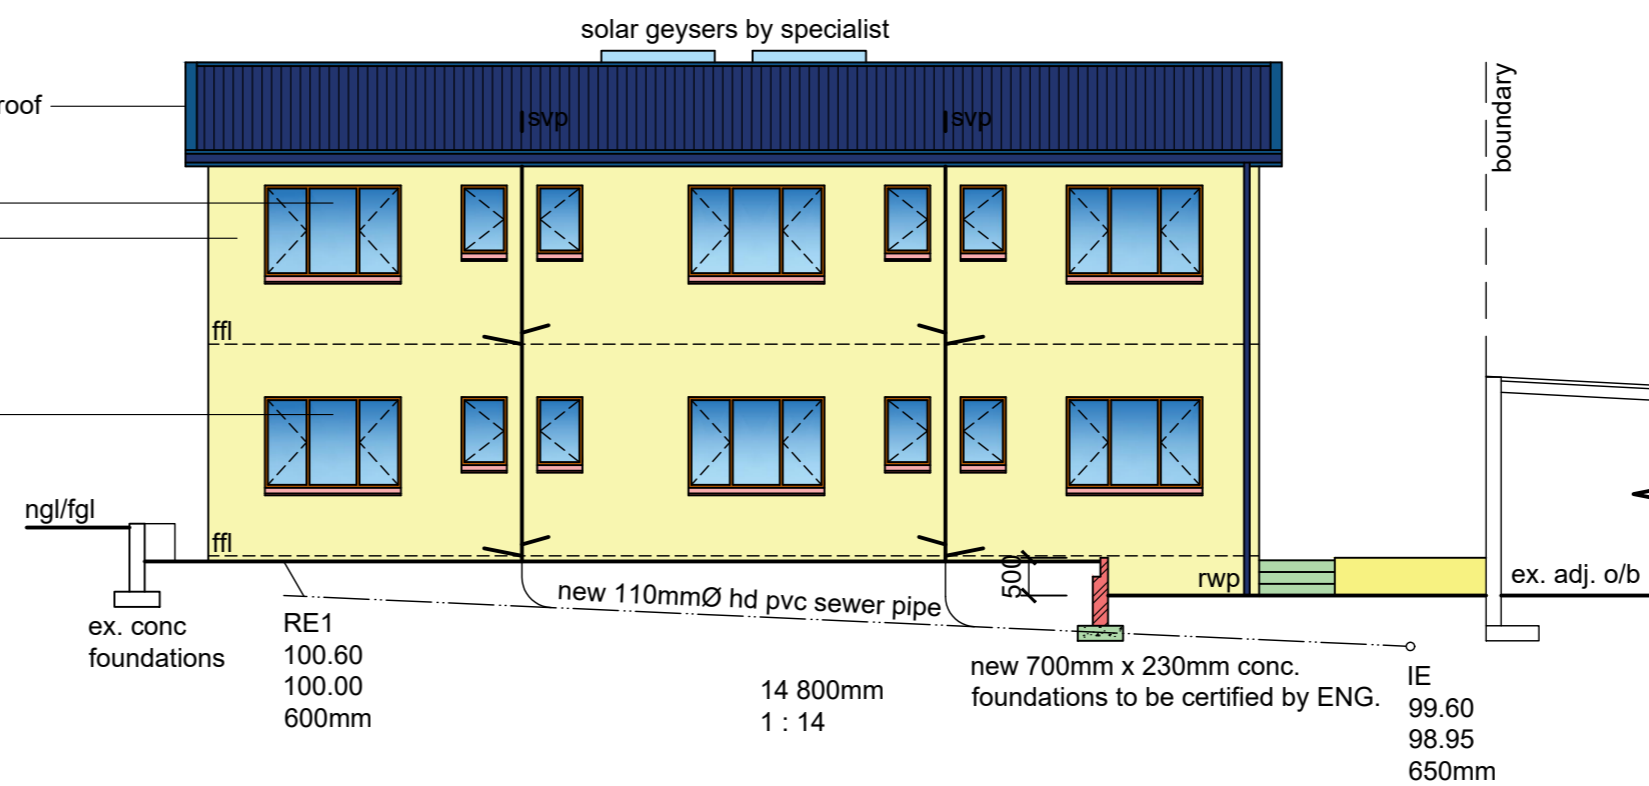 solar geysers by specialist
roof
svp
svp
boundary
ffl
ngl/fgl
ffl
500
rwp
ex. adj. o/b
new 110mmØ hd pvc sewer pipe
ex. conc
foundations
RE1
100.60
100.00
600mm
14 800mm
1 : 14
new 700mm x 230mm conc.
foundations to be certified by ENG.
IE
99.60
98.95
650mm